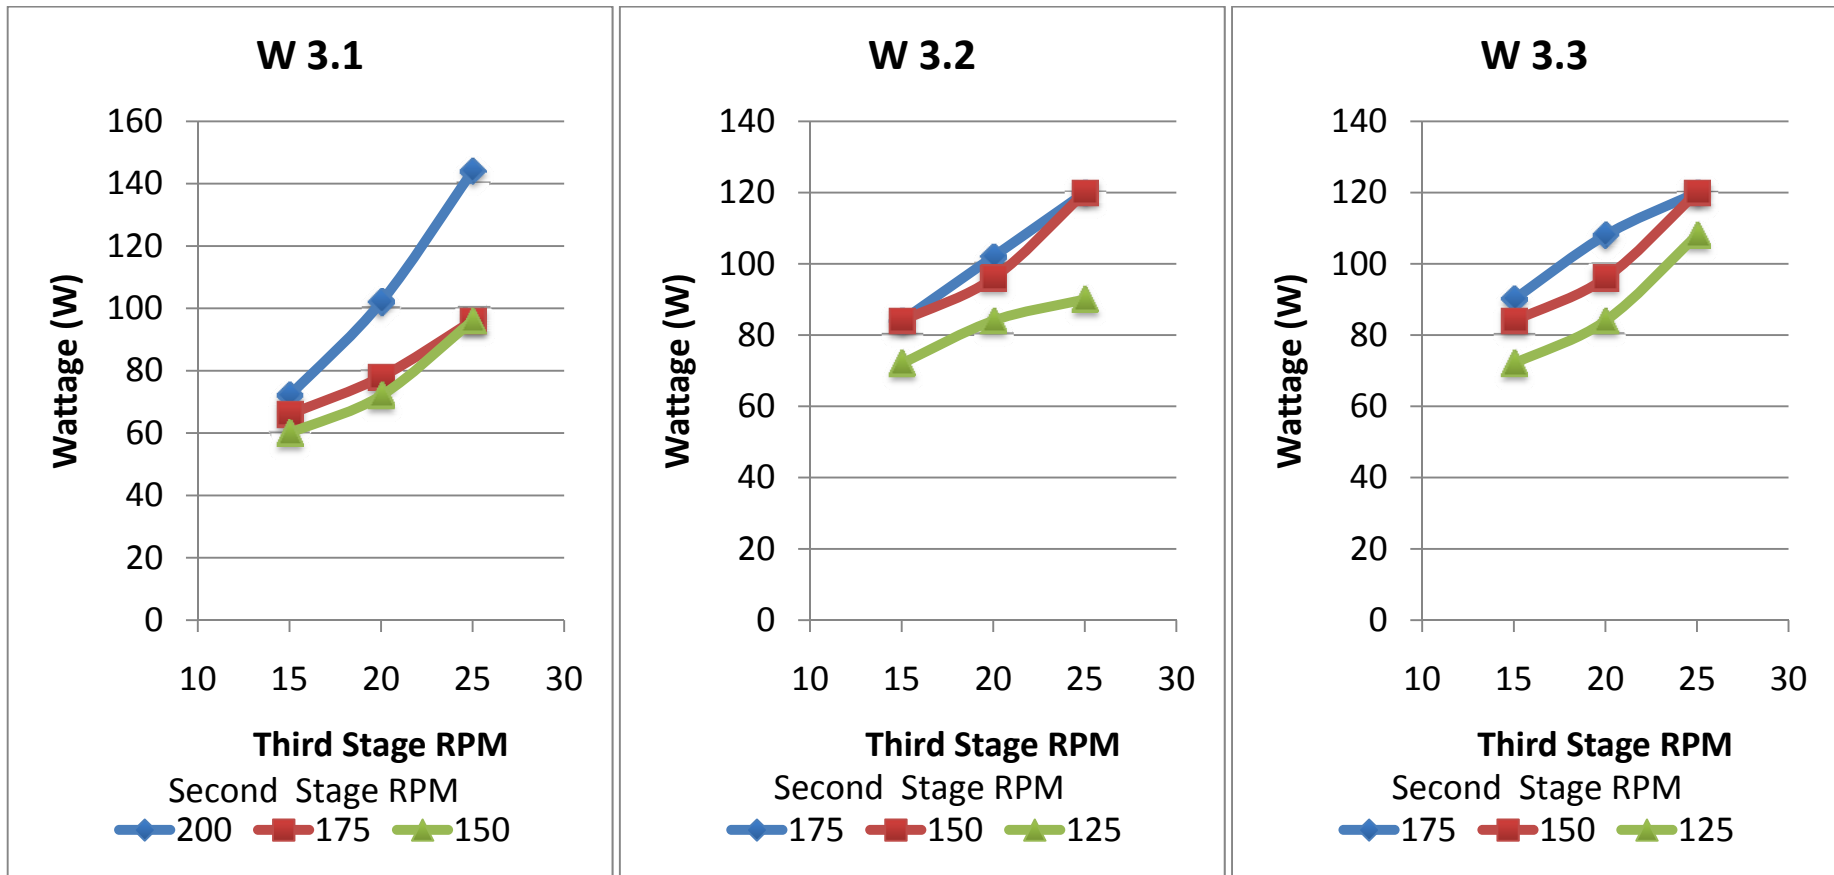 W 3.1
160
140
120
100
80
60
40
20
0
Wattage (W)
10 15 20 25 30
Third Stage RPM
Second Stage RPM
200 175 150
W 3.2
140
120
100
80
60
40
20
0
Wattage (W)
10 15 20 25 30
Third Stage RPM
Second Stage RPM
175 150 125
W 3.3
140
120
100
80
60
40
20
0
Wattage (W)
10 15 20 25 30
Third Stage RPM
Second Stage RPM
175 150 125